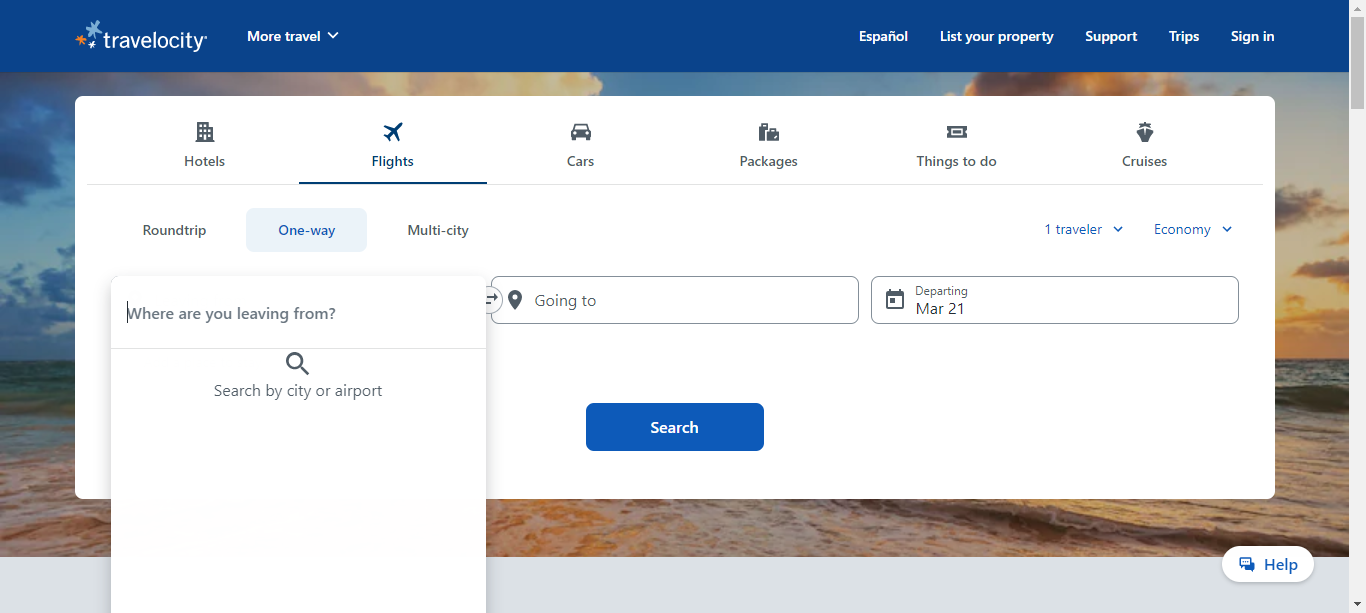 travelocity
More travel
Español
List your property
Support
Trips
Sign in
Hotels
Flights
Cars
Packages
Things to do
Cruises
Roundtrip
One-way
Multi-city
1 traveler
Economy
Where are you leaving from?
Going to
Departing
Mar 21
Search by city or airport
Search
Help